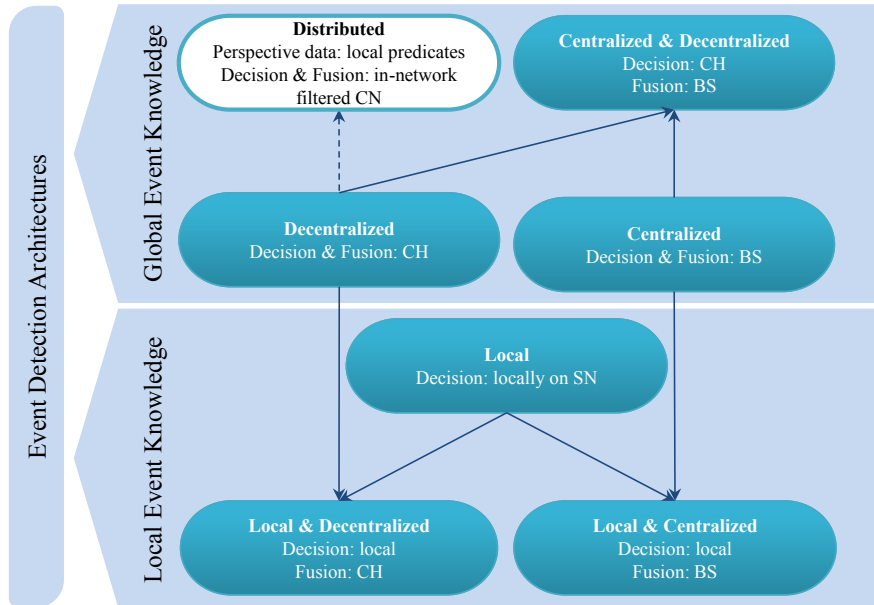 Event Detection Architectures
Global Event Knowledge
Distributed
Perspective data: local predicates
Decision & Fusion: in-network
filtered CN
Centralized & Decentralized
Decision: CH
Fusion: BS
Decentralized
Decision & Fusion: CH
Centralized
Decision & Fusion: BS
Local Event Knowledge
Local
Decision: locally on SN
Local & Decentralized
Decision: local
Fusion: CH
Local & Centralized
Decision: local
Fusion: BS